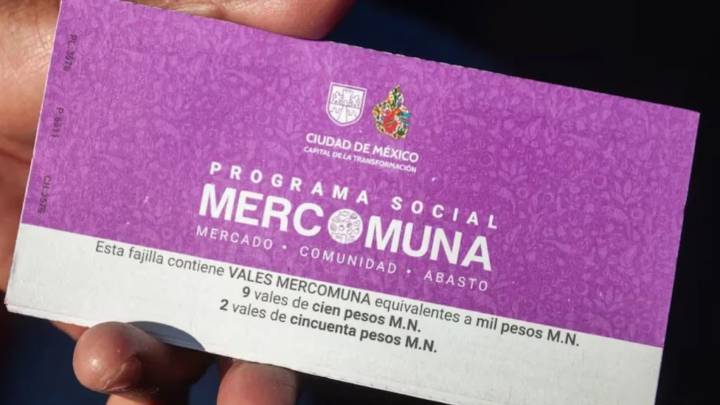 CIUDAD DE MÉXICO
CAPITAL DE LA TRANSFORMACIÓN
PROGRAMA SOCIAL
MERCOMUNA
MERCADO • COMUNIDAD • ABASTO
Esta fajilla contiene VALES MERCOMUNA equivalentes a mil pesos M.N.
9 vales de cien pesos M.N.
2 vales de cincuenta pesos M.N.